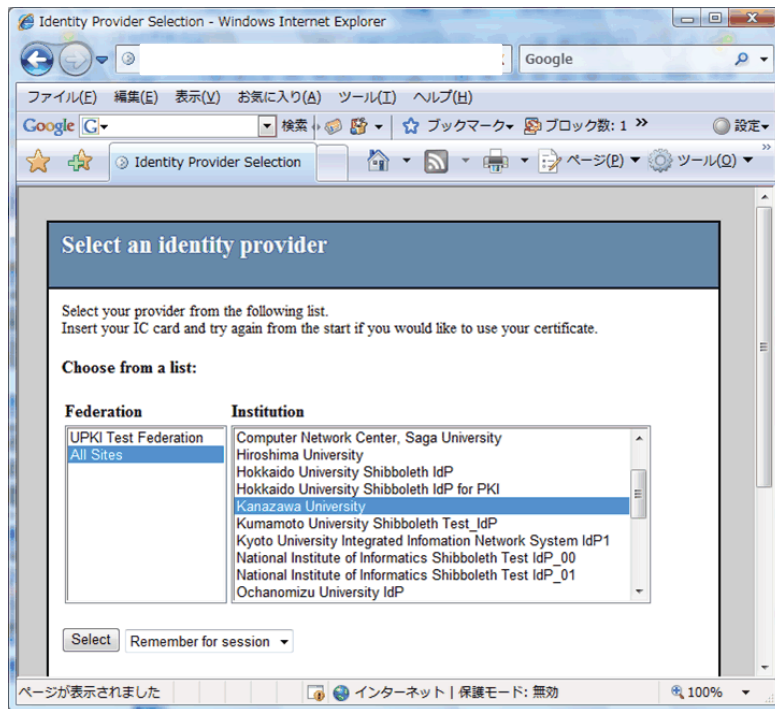 Identity Provider Selection - Windows Internet Explorer
Google
ファイル(F) 編集(E) 表示(V) お気に入り(A) ツール(T) ヘルプ(H)
Google G 検索 ブックマーク ブロック数: 1 » 設定
Identity Provider Selection ページ(P) ツール(O) »
Select an identity provider
Select your provider from the following list.
Insert your IC card and try again from the start if you would like to use your certificate.
Choose from a list:
Federation Institution
UPKI Test Federation Computer Network Center, Saga University
All Sites Hiroshima University
Hokkaido University Shibboleth IdP
Hokkaido University Shibboleth IdP for PKI
Kanazawa University
Kumamoto University Shibboleth Test_IdP
Kyoto University Integrated Infomation Network System IdP1
National Institute of Informatics Shibboleth Test IdP_00
National Institute of Informatics Shibboleth Test IdP_01
Ochanomizu University IdP
Select Remember for session
ページが表示されました インターネット | 保護モード: 無効 100%